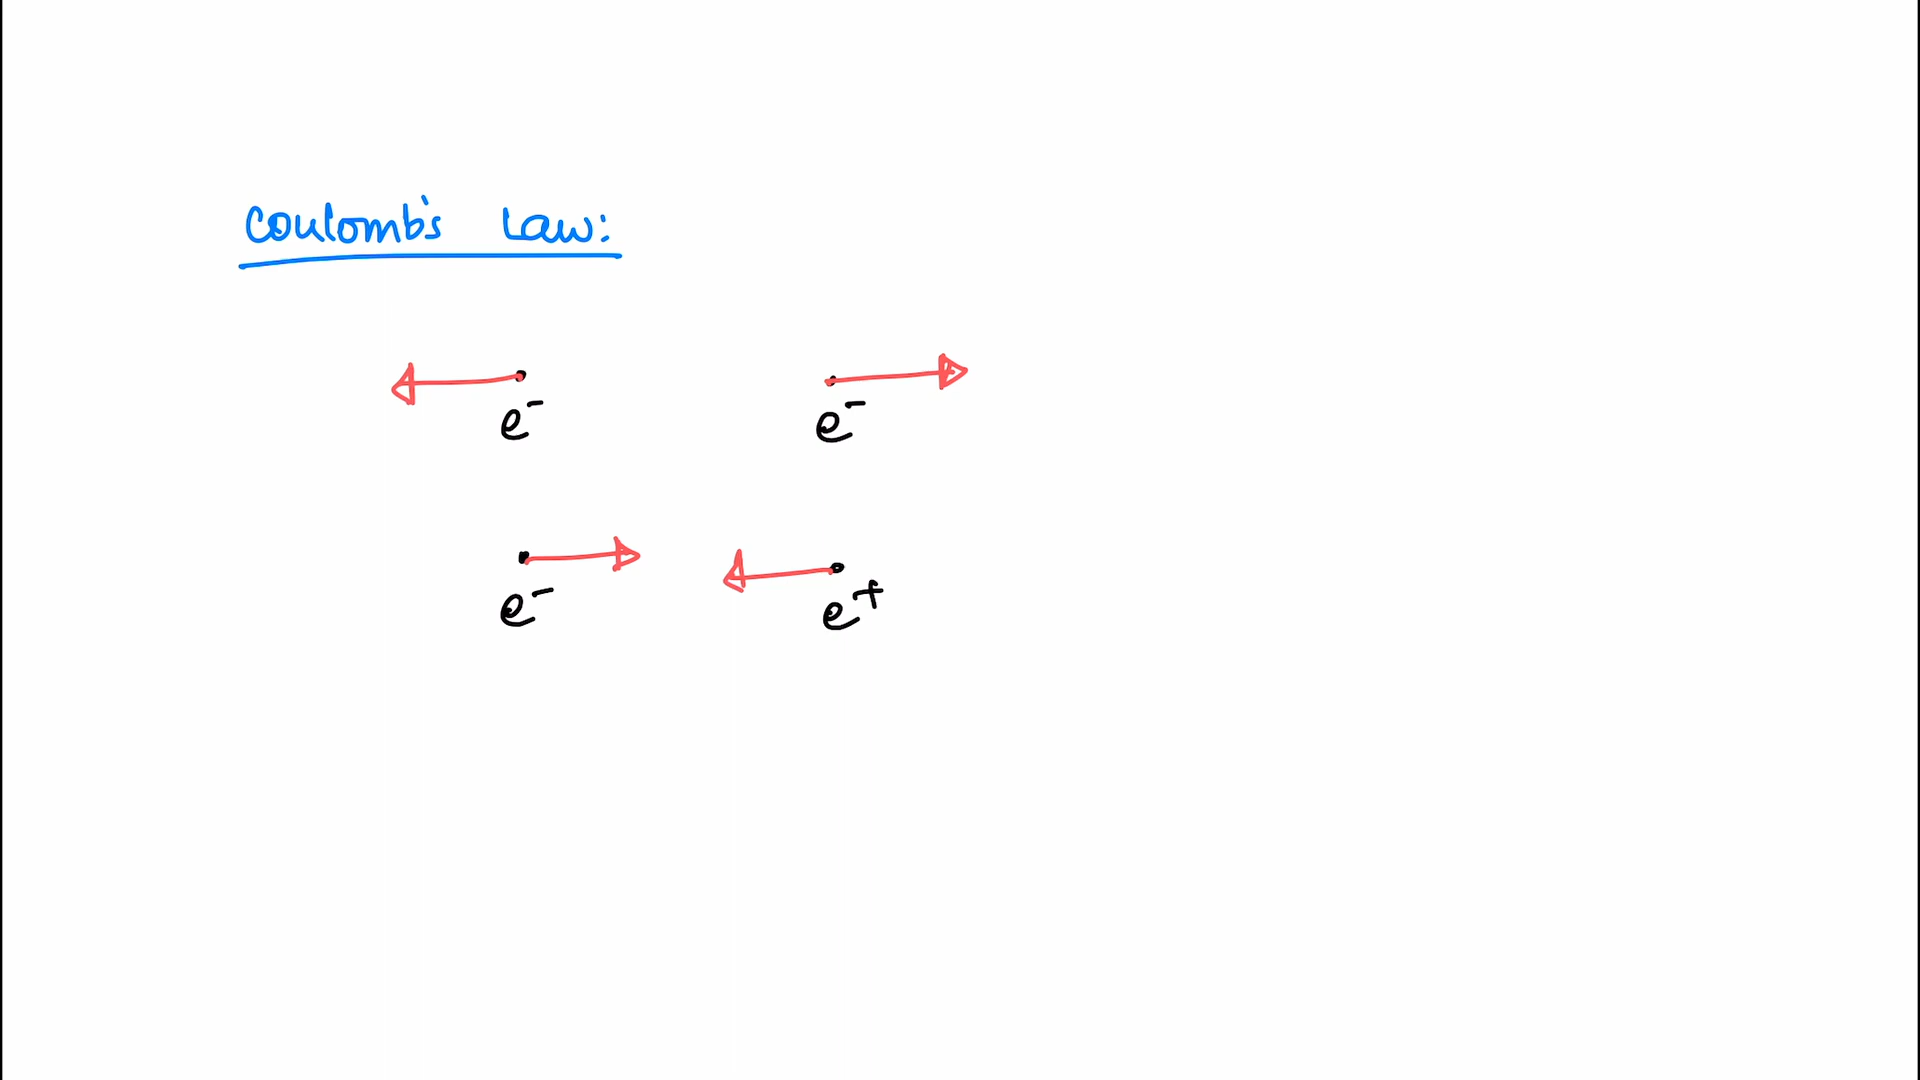 Coulomb's Law:
e⁻ e⁻
e⁻ e⁺